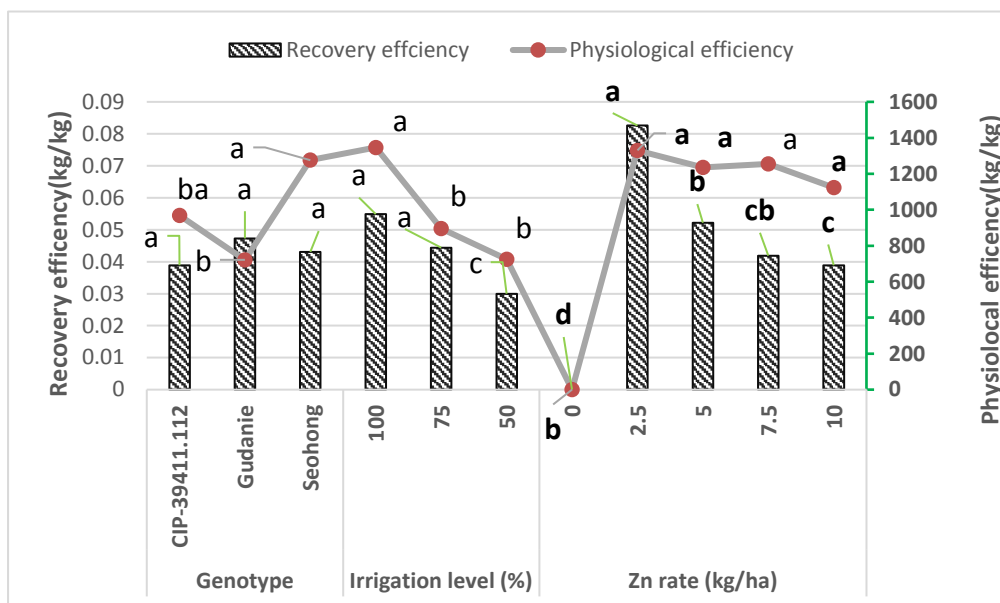 Recovery effciency Physiological efficiency
Recovery efficency(kg/kg)
0.09
0.08
0.07
0.06
0.05
0.04
0.03
0.02
0.01
0
1600
1400
1200
1000
800
600
400
200
0
Physiolocal efficency(kg/kg)
a
ba
b
a
a
a
a
a
a
b
c
b
d
b
a
a
b
a
cb
a
c
a
CIP-39411.112
Gudanie
Seohong
100
75
50
0
2.5
5
7.5
10
Genotype
Irrigation level (%)
Zn rate (kg/ha)